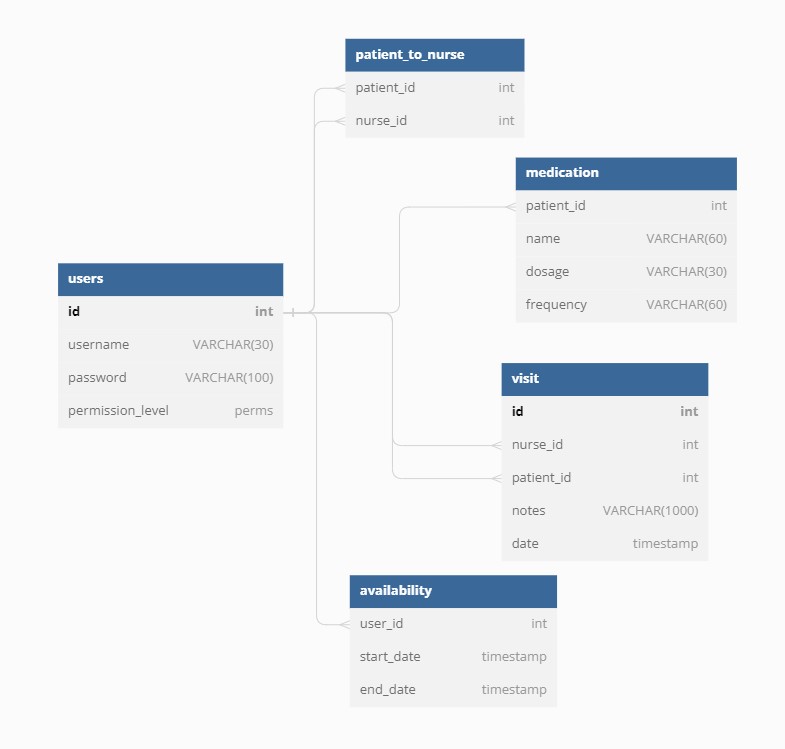 patient_to_nurse
patient_id int
nurse_id int
medication
patient_id int
name VARCHAR(60)
dosage VARCHAR(30)
frequency VARCHAR(60)
users
id int
username VARCHAR(30)
password VARCHAR(100)
permission_level perms
visit
id int
nurse_id int
patient_id int
notes VARCHAR(1000)
date timestamp
availability
user_id int
start_date timestamp
end_date timestamp